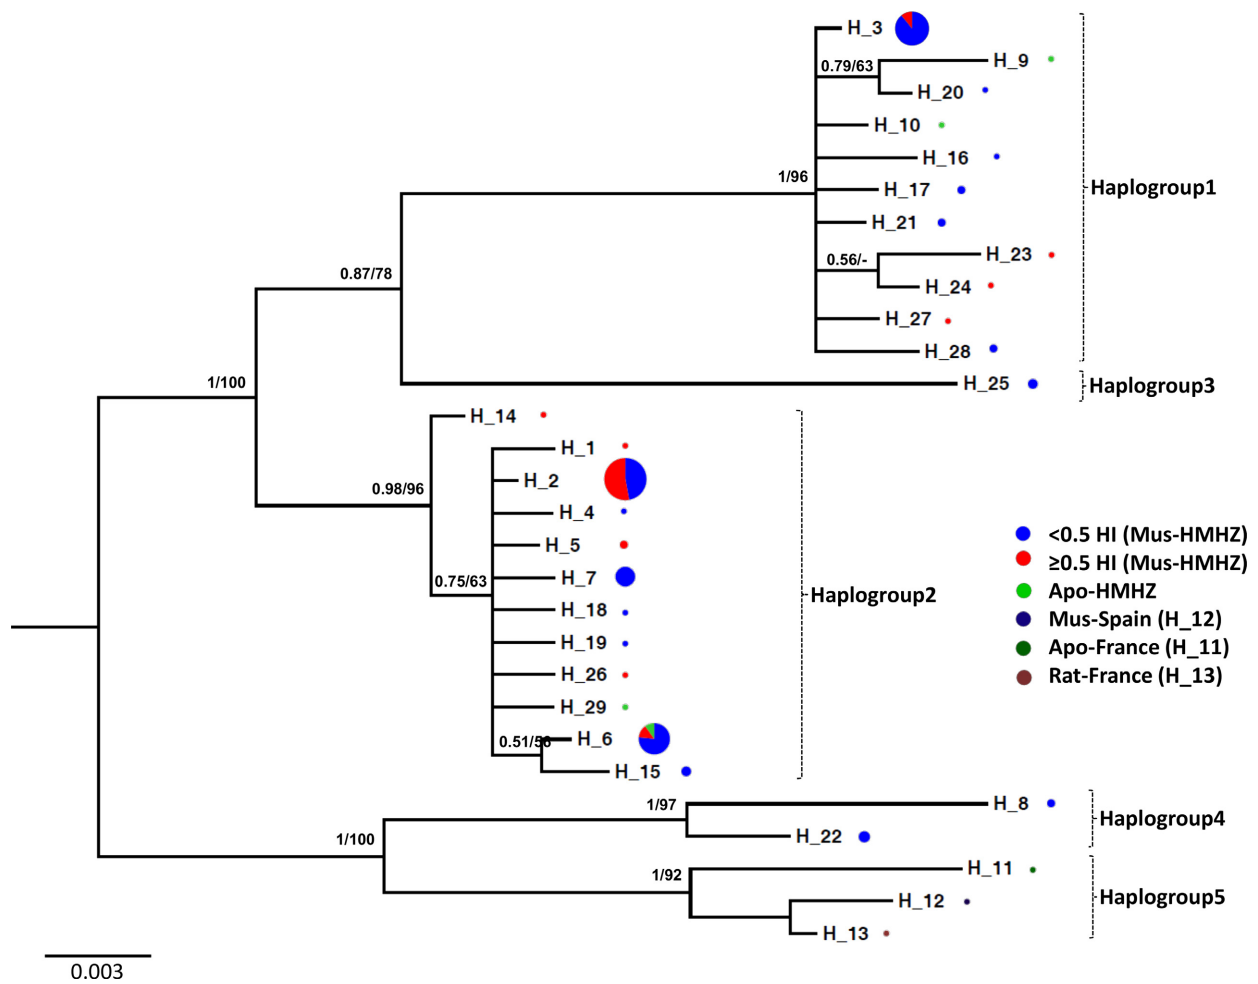 H_3
0.79/63
H_9
H_20
H_10
H_16
1/96
H_17
Haplogroup1
H_21
H_23
0.56/-
0.87/78
H_24
H_27
H_28
1/100
H_25
Haplogroup3
H_14
H_1
H_2
0.98/96
H_4
<0.5 HI (Mus-HMHZ)
H_5
≥0.5 HI (Mus-HMHZ)
H_7
0.75/63
Apo-HMHZ
Haplogroup2
H_18
Mus-Spain (H_12)
H_19
Apo-France (H_11)
H_26
Rat-France (H_13)
H_29
H_6
0.51/56
H_15
1/97
H_8
Haplogroup4
H_22
1/100
H_11
1/92
Haplogroup5
H_12
H_13
0.003